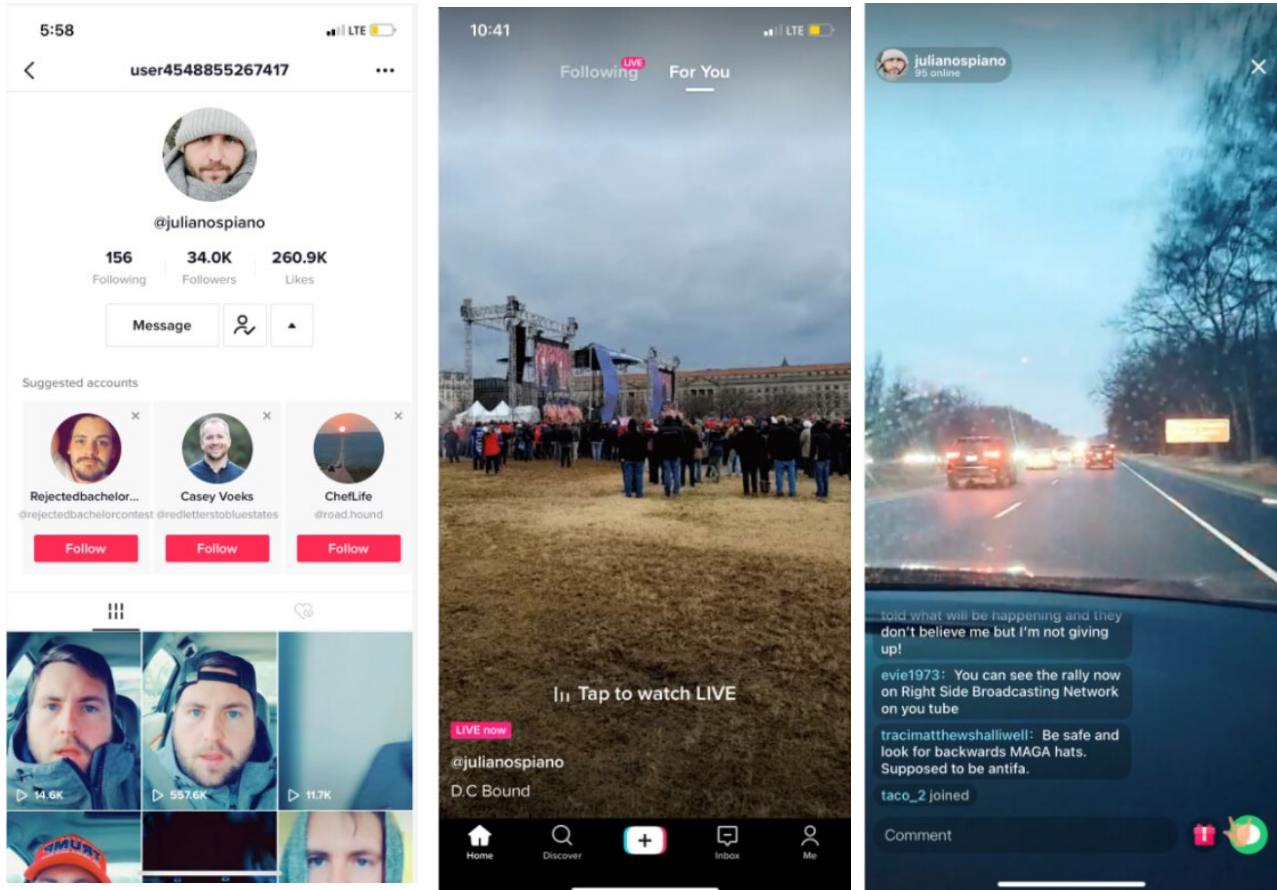 5:58
LTE
user4548855267417
@julianospiano
156
34.0K
260.9K
Following
Followers
Likes
Message
Suggested accounts
Rejectedbachelor...
Casey Voeks
ChefLife
@rejectedbachelorcontest
@redletterstobluestates
@road.hound
Follow
Follow
Follow
14.6K
557.6K
11.7K
TRUMP
10:41
LTE
LIVE
Following
For You
Tap to watch LIVE
LIVE now
@julianospiano
D.C Bound
Home
Discover
Inbox
Me
julianospiano
95 online
told what will be happening and they
don't believe me but I'm not giving
up!
evie1973: You can see the rally now
on Right Side Broadcasting Network
on you tube
tracimatthewshalliwell: Be safe and
look for backwards MAGA hats.
Supposed to be antifa.
taco_2 joined
Comment